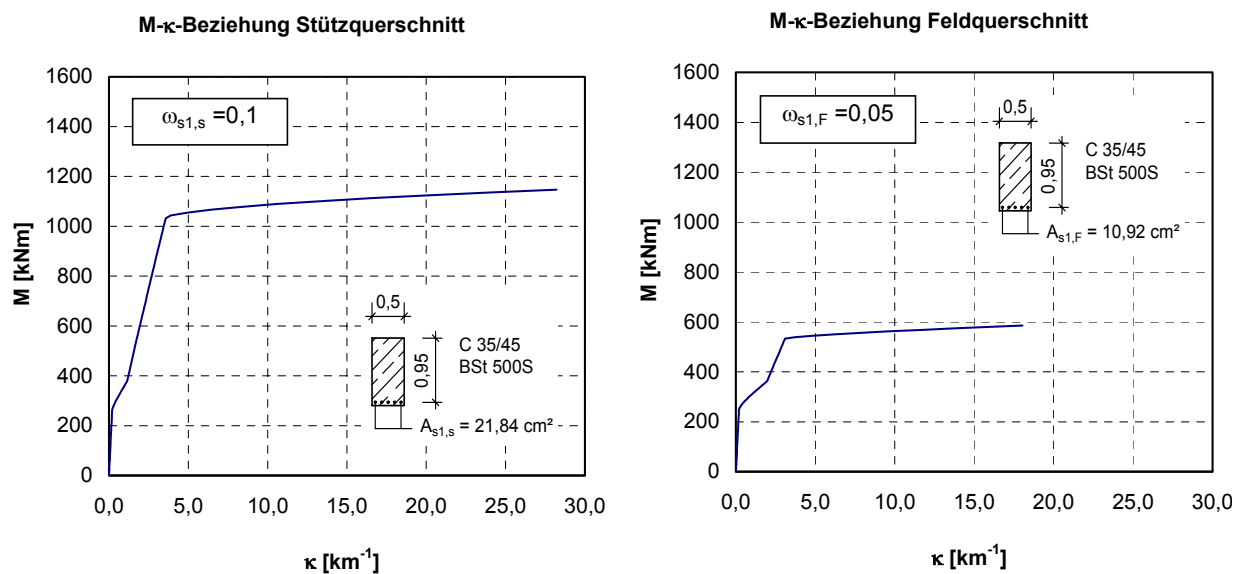 M-κ-Beziehung Stützquerschnitt
1600
1400
1200
1000
800
600
400
200
0
M [kNm]
ωs1,s =0,1
0,5
0,95
C 35/45
BSt 500S
As1,s = 21,84 cm²
0,0 5,0 10,0 15,0 20,0 25,0 30,0
κ [km⁻¹]
M-κ-Beziehung Feldquerschnitt
1600
1400
1200
1000
800
600
400
200
0
M [kNm]
ωs1,F =0,05
0,5
0,95
C 35/45
BSt 500S
As1,F = 10,92 cm²
0,0 5,0 10,0 15,0 20,0 25,0 30,0
κ [km⁻¹]